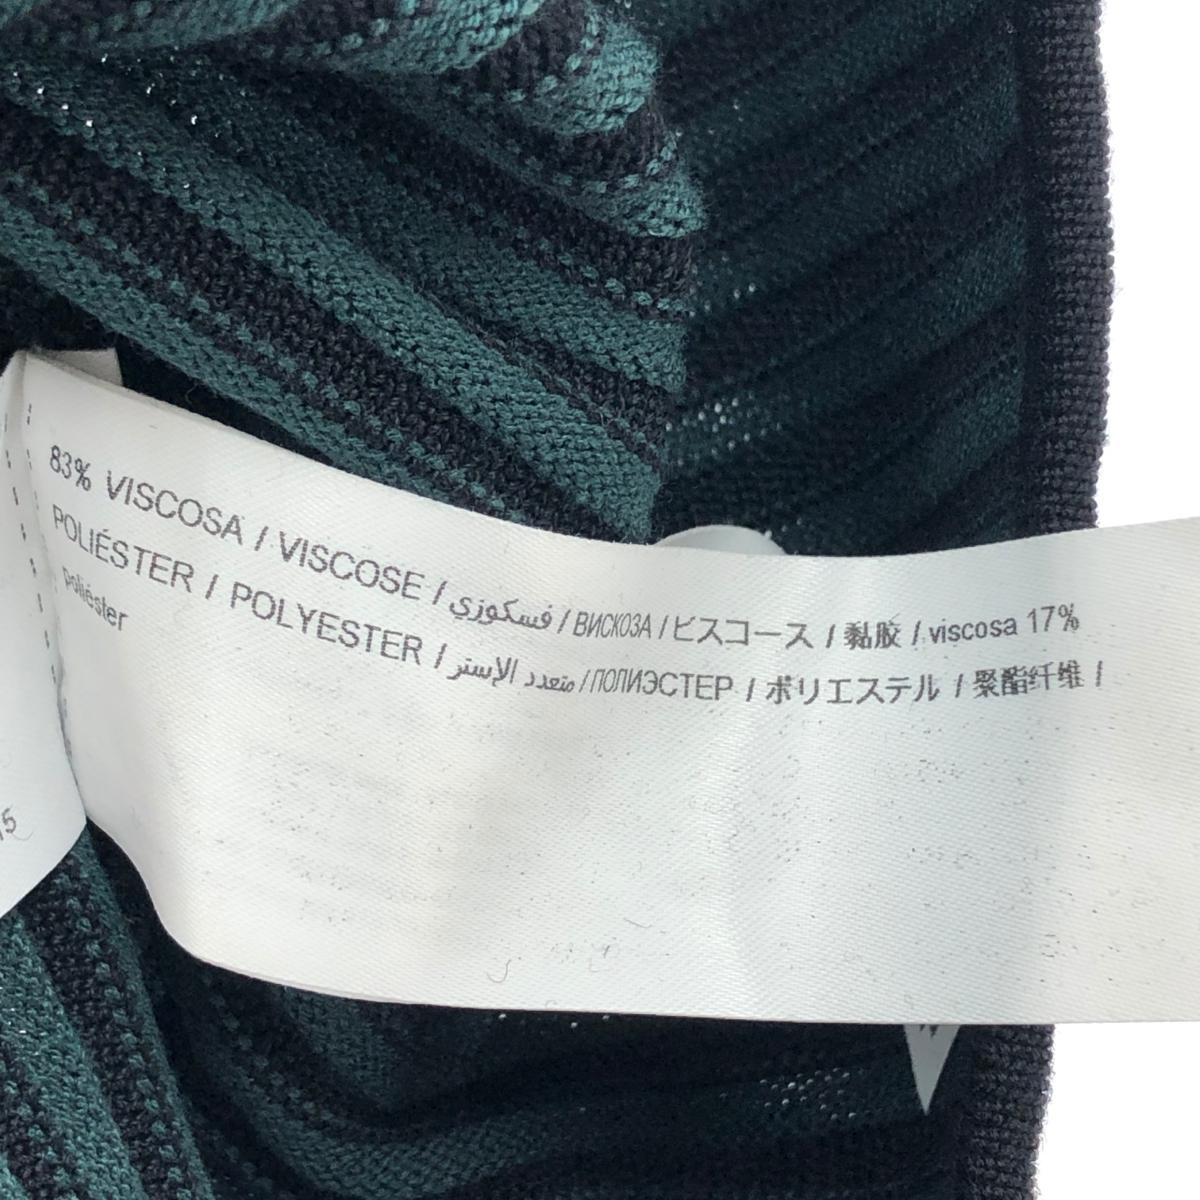 83% VISCOSA / VISCOSE / فسكوزي / ВИСКОЗА / ビスコース / 黏胶 / viscosa 17%
POLIÉSTER / POLYESTER / متعدد الإستر / ПОЛИЭСТЕР / ポリエステル / 聚酯纤维 /
poliéster